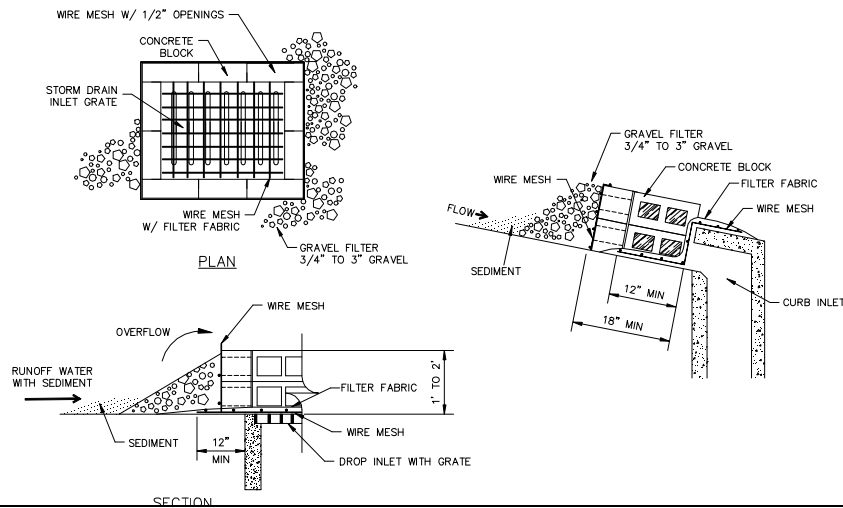 WIRE MESH W/ 1/2" OPENINGS
CONCRETE
BLOCK
STORM DRAIN
INLET GRATE
WIRE MESH
W/ FILTER FABRIC
GRAVEL FILTER
3/4" TO 3" GRAVEL
PLAN
GRAVEL FILTER
3/4" TO 3" GRAVEL
CONCRETE BLOCK
WIRE MESH
FILTER FABRIC
WIRE MESH
FLOW
SEDIMENT
12" MIN
18" MIN
CURB INLET
WIRE MESH
OVERFLOW
RUNOFF WATER
WITH SEDIMENT
1' TO 2'
FILTER FABRIC
SEDIMENT
12"
MIN
WIRE MESH
DROP INLET WITH GRATE
SECTION